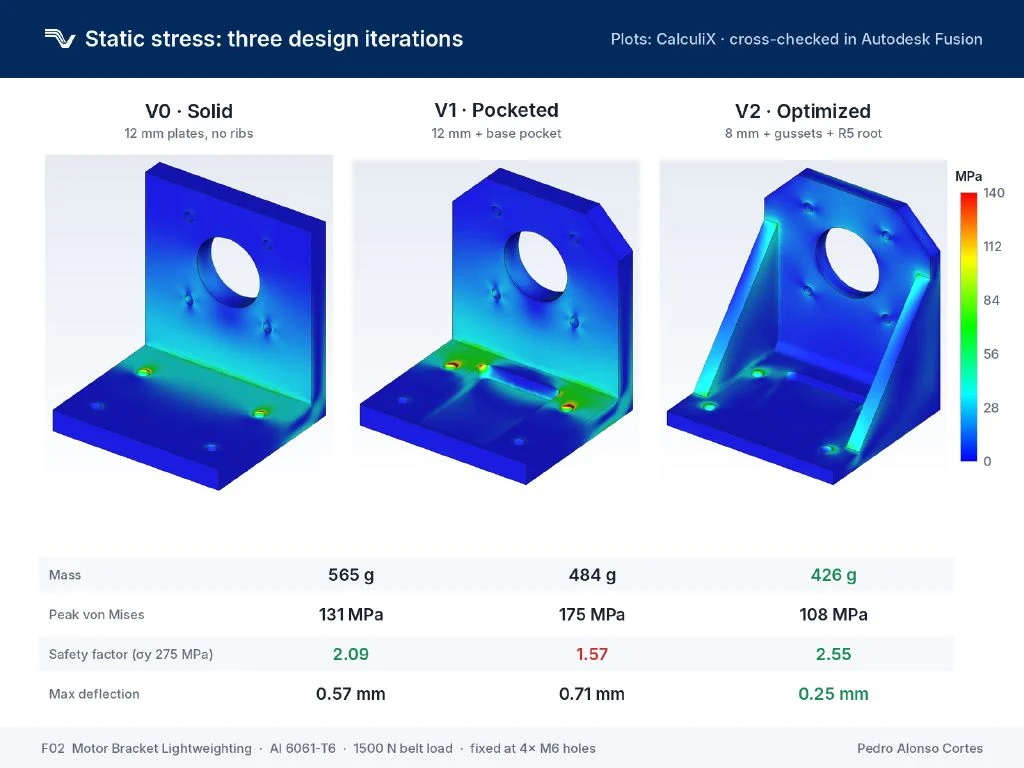 Static stress: three design iterations
Plots: CalculiX · cross-checked in Autodesk Fusion
V0 · Solid
12 mm plates, no ribs
V1 · Pocketed
12 mm + base pocket
V2 · Optimized
8 mm + gussets + R5 root
MPa
140
112
84
56
28
0
Mass 565 g 484 g 426 g
Peak von Mises 131 MPa 175 MPa 108 MPa
Safety factor (σy 275 MPa) 2.09 1.57 2.55
Max deflection 0.57 mm 0.71 mm 0.25 mm
F02 Motor Bracket Lightweighting · Al 6061-T6 · 1500 N belt load · fixed at 4× M6 holes
Pedro Alonso Cortes